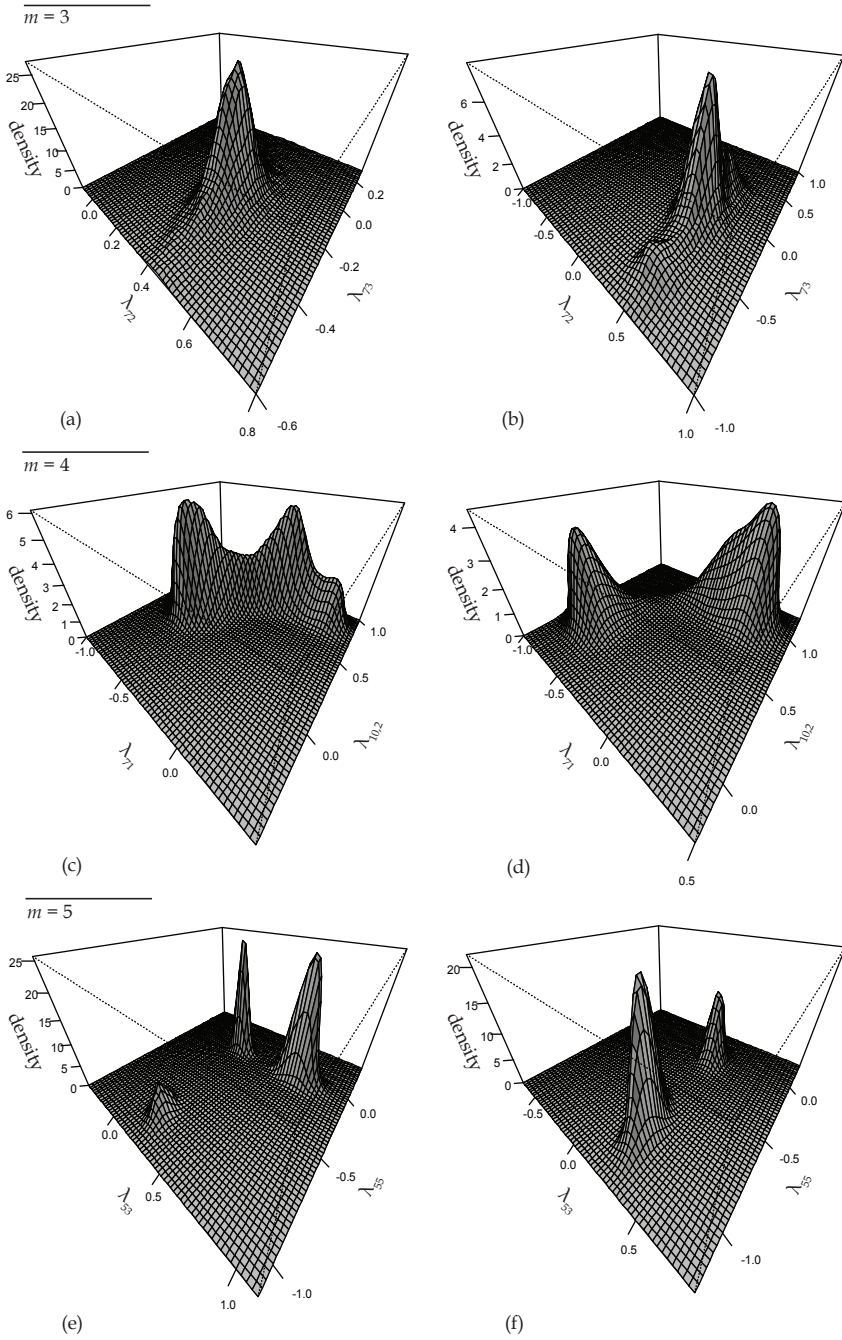 m = 3
25
20
15
10
5
0
density
0.0
0.2
0.4
0.6
0.8
λ72
0.2
0.0
-0.2
-0.4
-0.6
λ73
(a)
6
4
2
0
density
-1.0
-0.5
0.0
0.5
1.0
λ72
1.0
0.5
0.0
-0.5
-1.0
λ73
(b)
m = 4
6
5
4
3
2
1
0
density
-1.0
-0.5
0.0
λ71
1.0
0.5
0.0
λ10,2
(c)
4
3
2
1
0
density
-1.0
-0.5
0.0
0.5
λ71
1.0
0.5
0.0
λ10,2
(d)
m = 5
25
20
15
10
5
0
density
0.0
0.5
1.0
λ53
0.0
-0.5
-1.0
λ55
(e)
20
15
10
5
0
density
-0.5
0.0
0.5
λ53
0.0
-0.5
-1.0
λ55
(f)